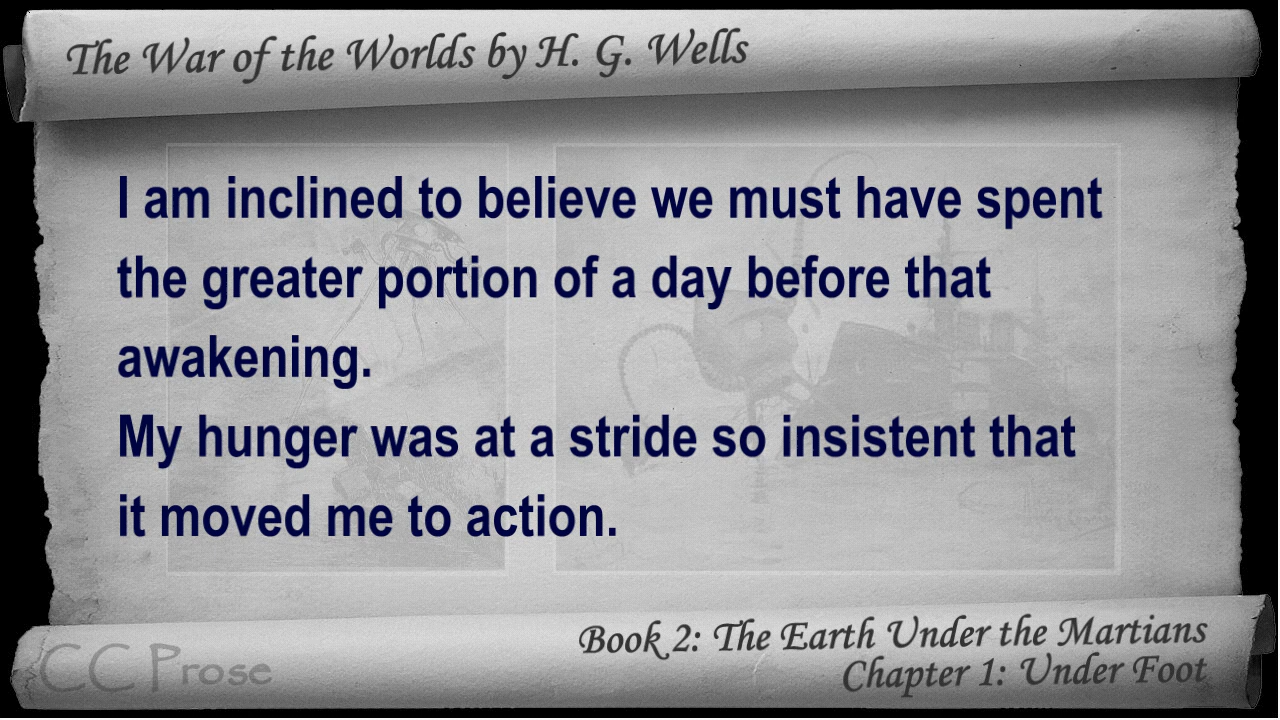 The War of the Worlds by H. G. Wells
I am inclined to believe we must have spent
the greater portion of a day before that
awakening.
My hunger was at a stride so insistent that
it moved me to action.
Book 2: The Earth Under the Martians
Chapter 1: Under Foot
CC Prose